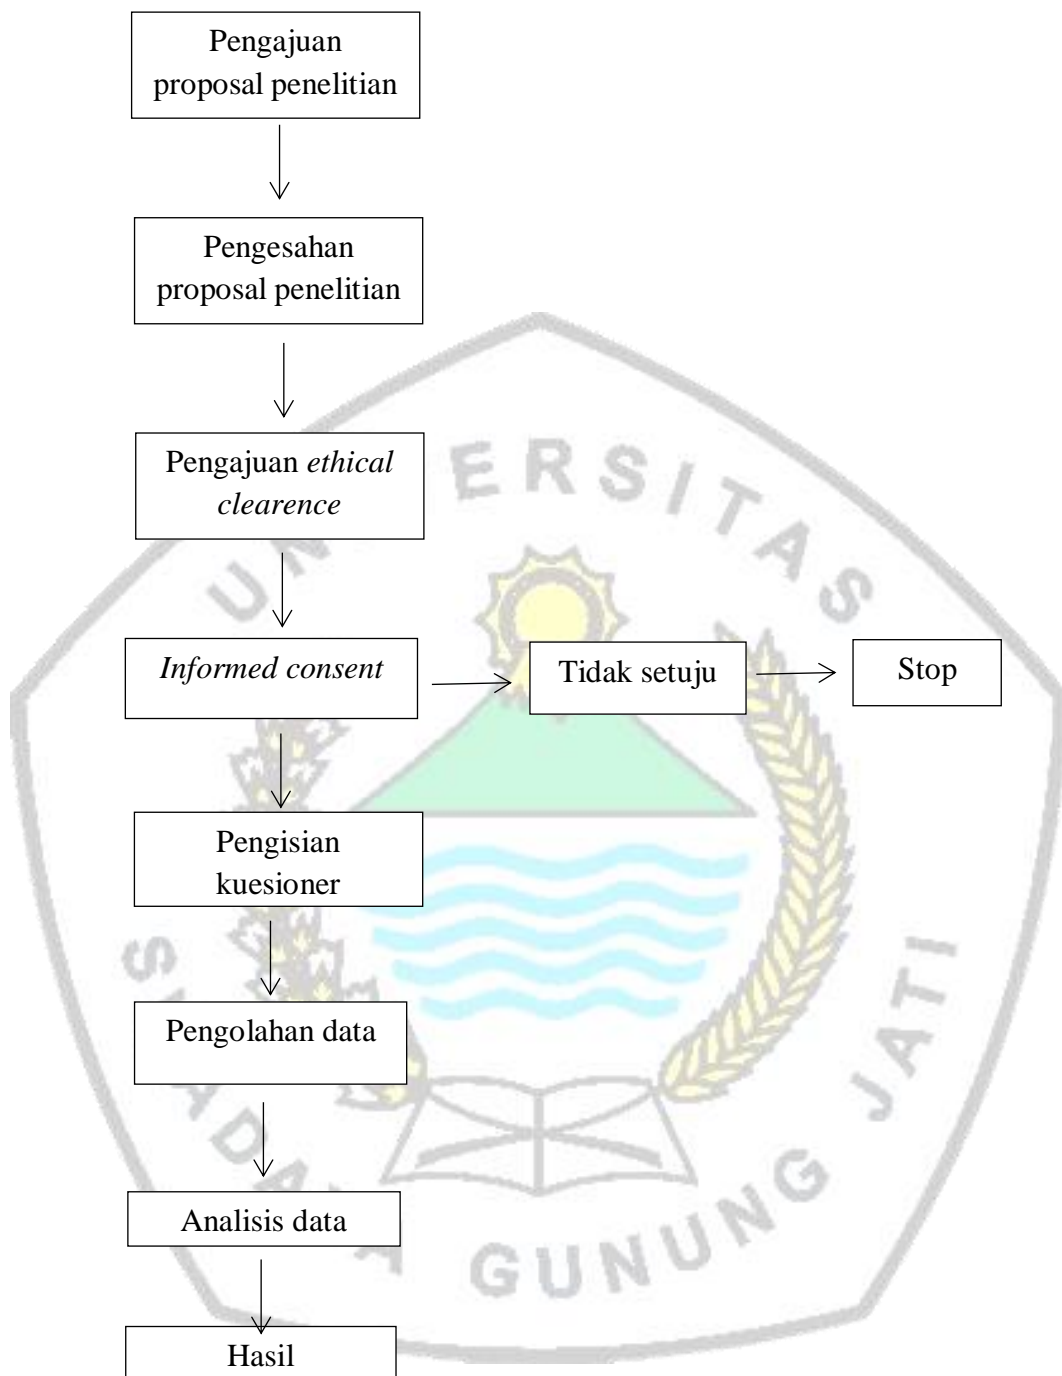 Pengajuan
proposal penelitian
Pengesahan
proposal penelitian
Pengajuan ethical
clearence
Informed consent
Tidak setuju
Stop
Pengisian
kuesioner
Pengolahan data
Analisis data
Hasil
UNIVERSITAS
GUNUNG JATI